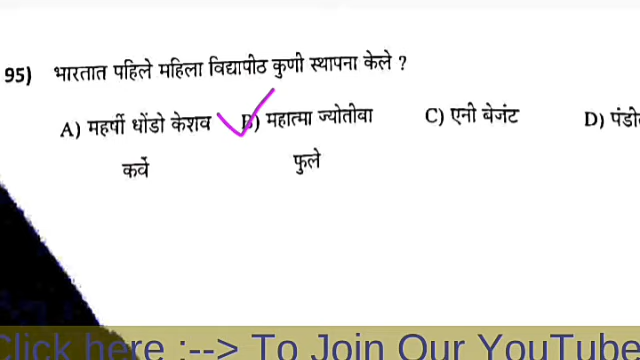 95) भारतात पहिले महिला विद्यापीठ कुणी स्थापना केले ?
A) महर्षी धोंडो केशव कर्वे
B) महात्मा ज्योतीबा फुले
C) एनी बेजंट
D)
Click here :--> To Join Our YouTube